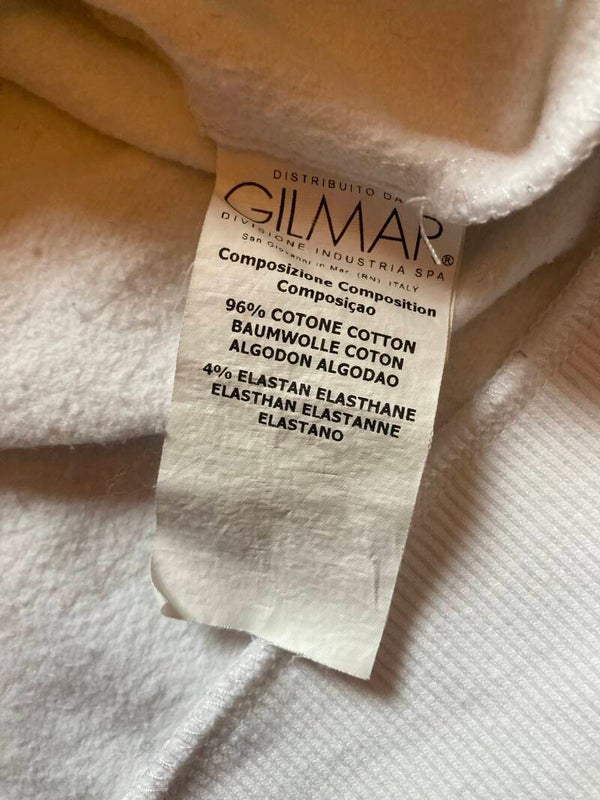 DISTRIBUITO DA
GILMAR®
DIVISIONE INDUSTRIA SPA
San Giovanni in Mar. (RN) ITALY
Composizione Composition
Composiçao
96% COTONE COTTON
BAUMWOLLE COTON
ALGODON ALGODAO
4% ELASTAN ELASTHANE
ELASTHAN ELASTANNE
ELASTANO